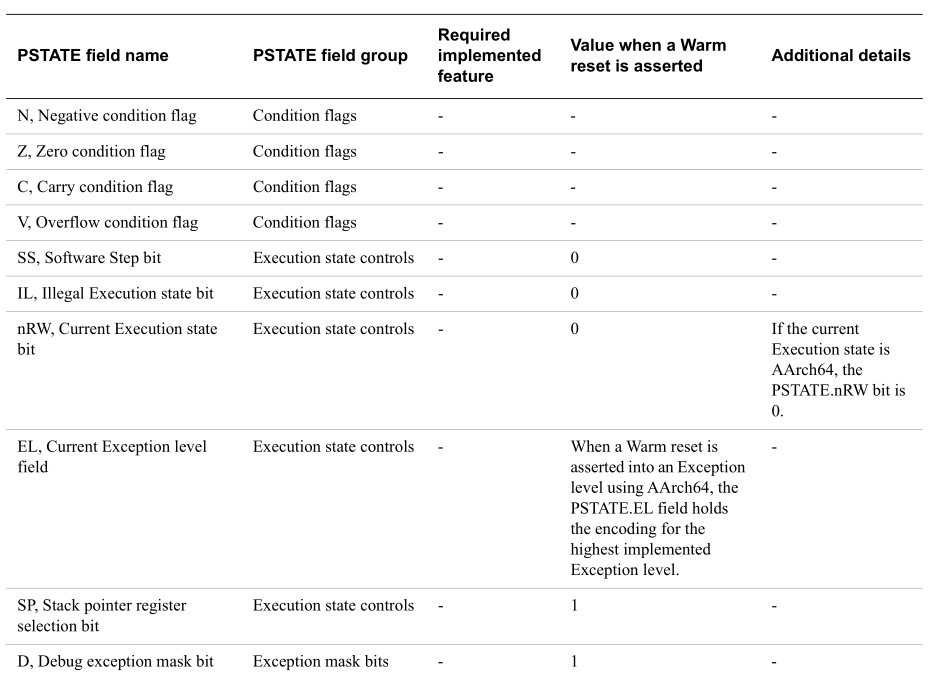 PSTATE field name PSTATE field group Required implemented feature Value when a Warm reset is asserted Additional details
N, Negative condition flag Condition flags - - -
Z, Zero condition flag Condition flags - - -
C, Carry condition flag Condition flags - - -
V, Overflow condition flag Condition flags - - -
SS, Software Step bit Execution state controls - 0 -
IL, Illegal Execution state bit Execution state controls - 0 -
nRW, Current Execution state bit Execution state controls - 0 If the current Execution state is AArch64, the PSTATE.nRW bit is 0.
EL, Current Exception level field Execution state controls - When a Warm reset is asserted into an Exception level using AArch64, the PSTATE.EL field holds the encoding for the highest implemented Exception level. -
SP, Stack pointer register selection bit Execution state controls - 1 -
D, Debug exception mask bit Exception mask bits - 1 -